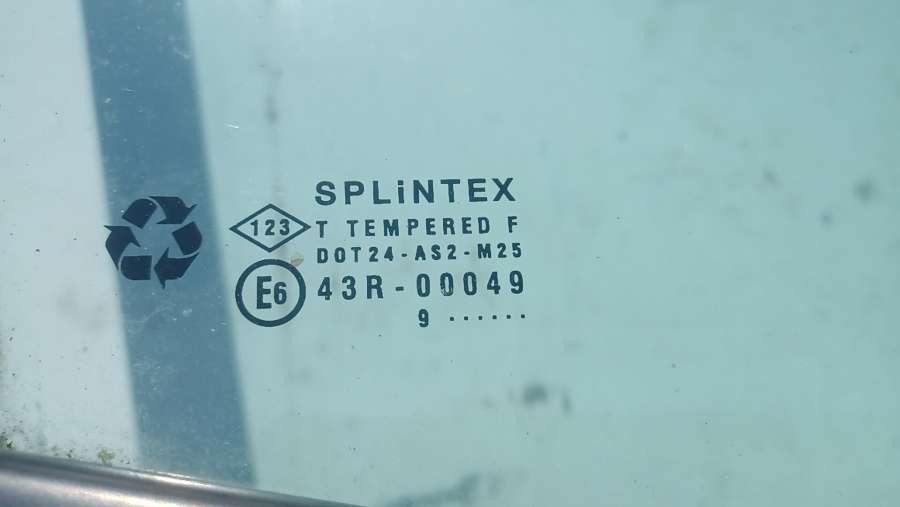 SPLiNTEX
123 T TEMPERED F
DOT24-AS2-M25
E6 43R-00049
9 ······